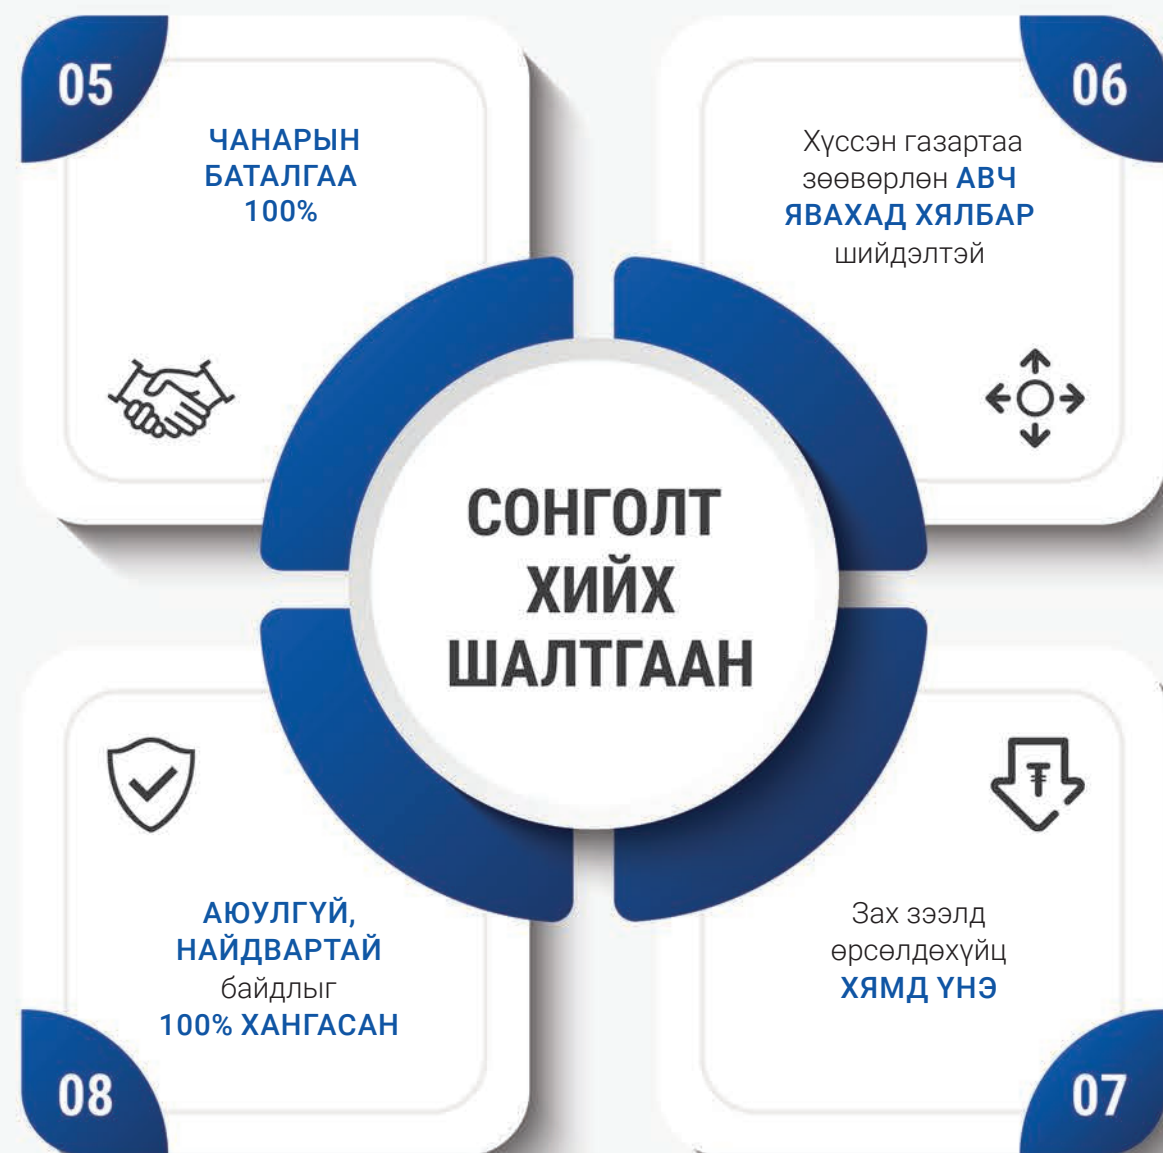 05
ЧАНАРЫН
БАТАЛГАА
100%
06
Хүссэн газартаа
зөөвөрлөн АВЧ
ЯВАХАД ХЯЛБАР
шийдэлтэй
СОНГОЛТ
ХИЙХ
ШАЛТГААН
₮
Зах зээлд
өрсөлдөхүйц
ХЯМД ҮНЭ
07
АЮУЛГҮЙ,
НАЙДВАРТАЙ
байдлыг
100% ХАНГАСАН
08